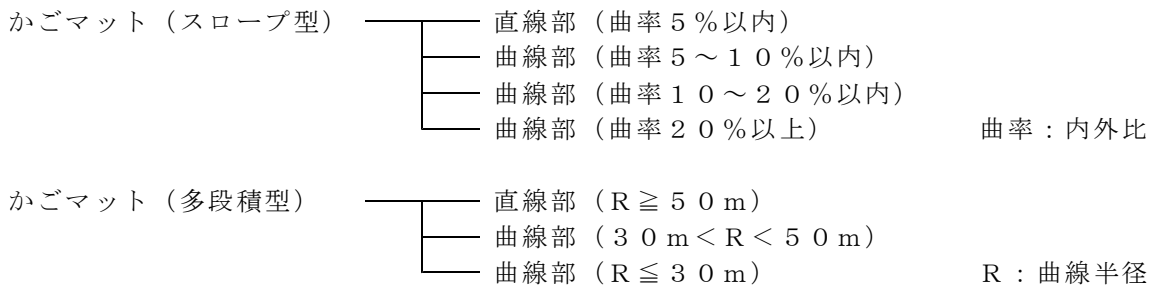 かごマット（スロープ型） 直線部（曲率５％以内）
曲線部（曲率５～１０％以内）
曲線部（曲率１０～２０％以内）
曲線部（曲率２０％以上） 曲率：内外比
かごマット（多段積型） 直線部（Ｒ≧５０ｍ）
曲線部（３０ｍ＜Ｒ＜５０ｍ）
曲線部（Ｒ≦３０ｍ） Ｒ：曲線半径